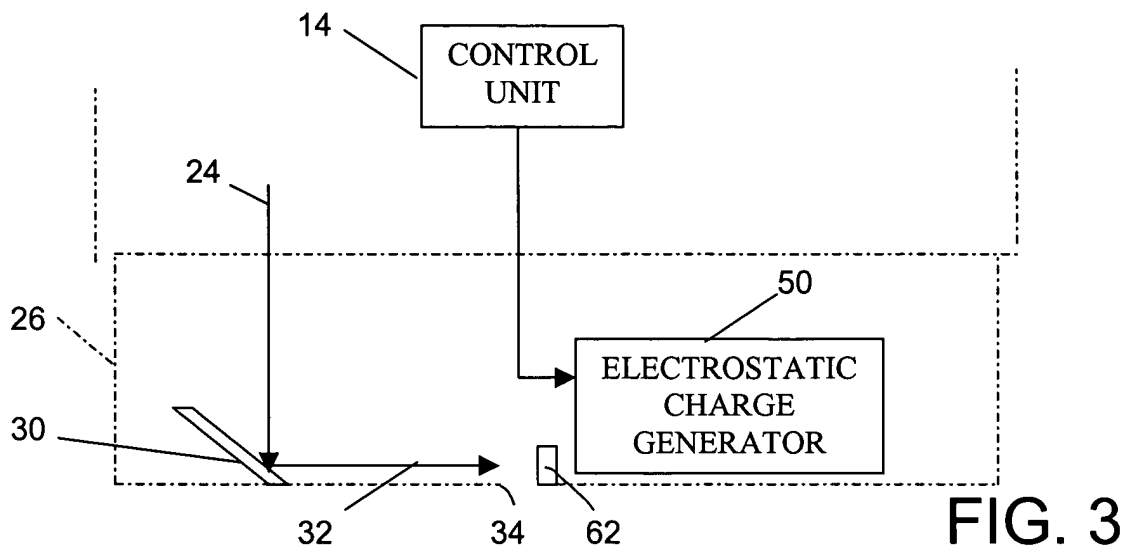 14
CONTROL
UNIT
24
50
26
ELECTROSTATIC
CHARGE
GENERATOR
30
32
34
62
FIG. 3